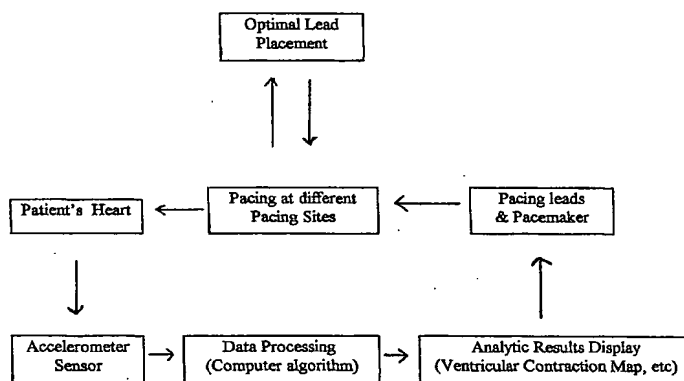 Optimal Lead
Placement
Patient's Heart
Pacing at different
Pacing Sites
Pacing leads
& Pacemaker
Accelerometer
Sensor
Data Processing
(Computer algorithm)
Analytic Results Display
(Ventricular Contraction Map, etc)